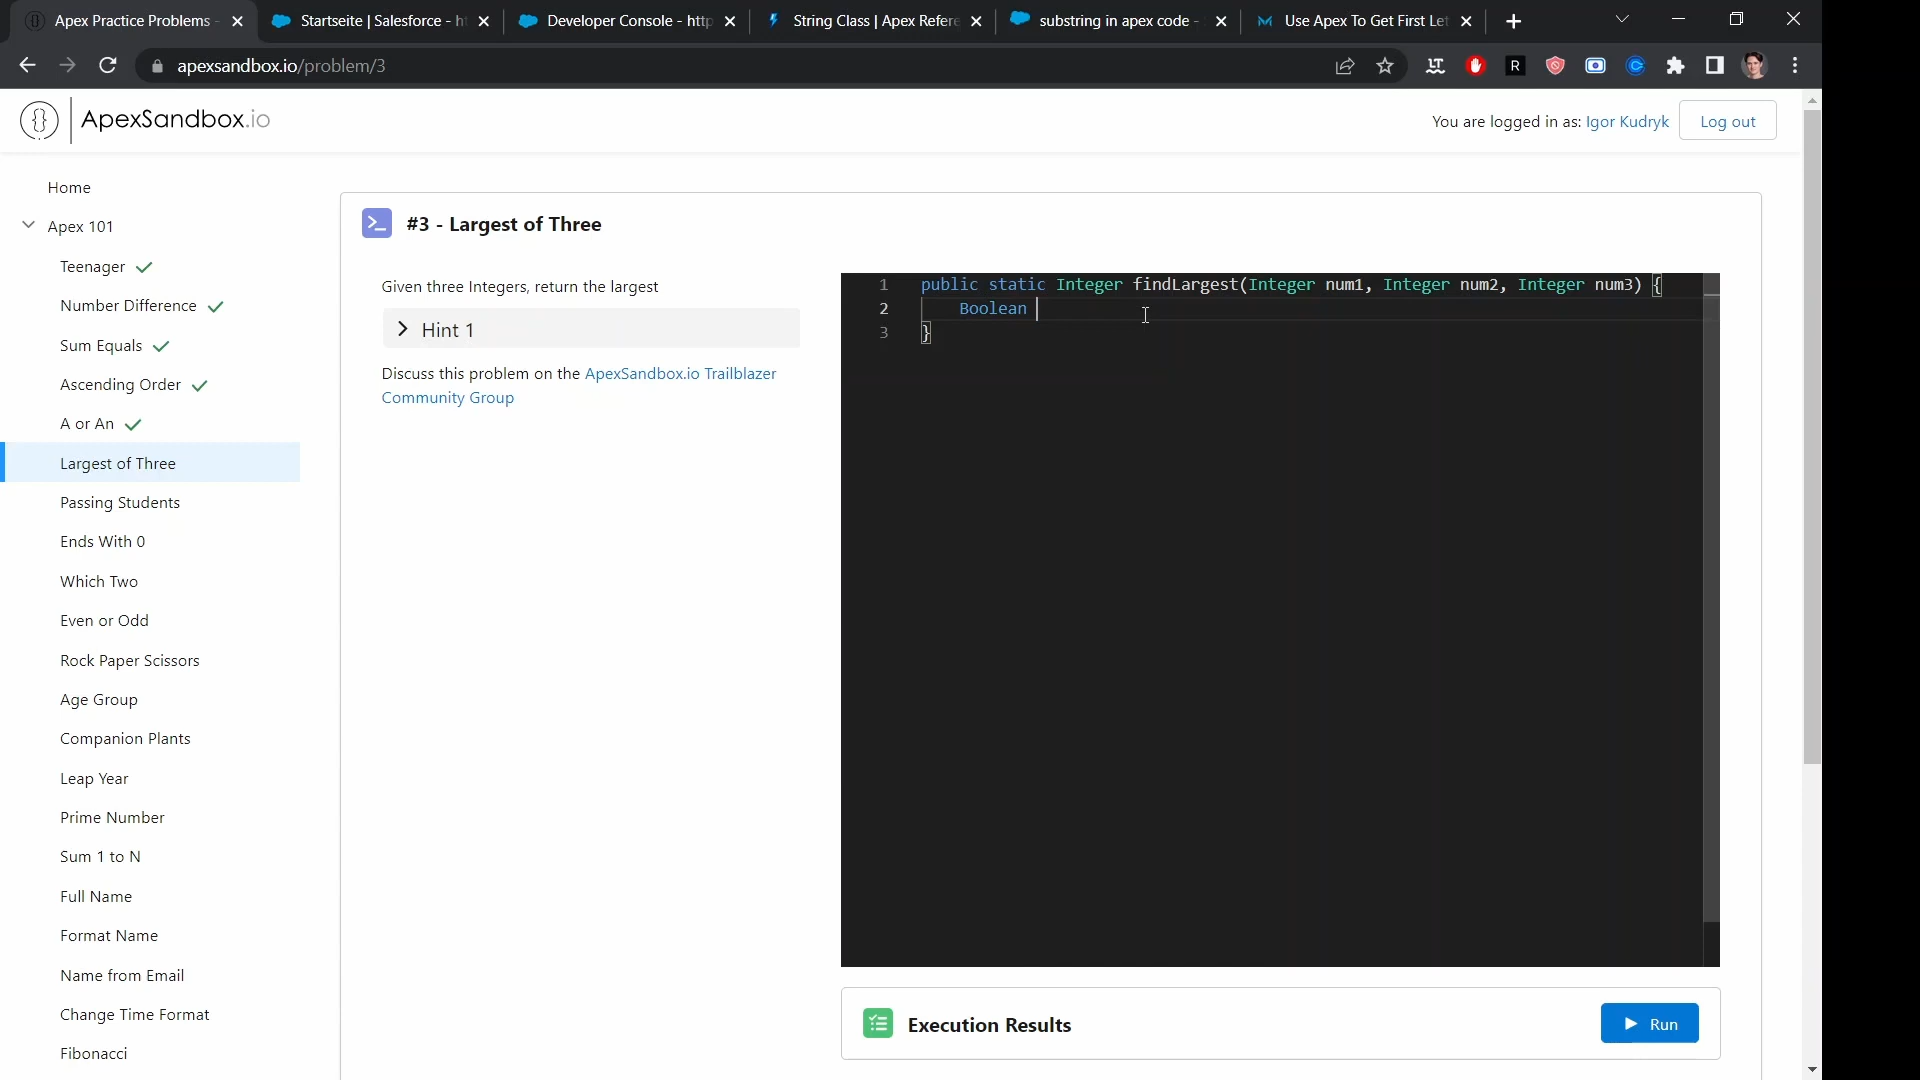 Apex Practice Problems -
Startseite | Salesforce - ht
Developer Console - http
String Class | Apex Refere
substring in apex code -
Use Apex To Get First Let
apexsandbox.io/problem/3
ApexSandbox.io
You are logged in as: Igor Kudryk
Log out
Home
Apex 101
Teenager
Number Difference
Sum Equals
Ascending Order
A or An
Largest of Three
Passing Students
Ends With 0
Which Two
Even or Odd
Rock Paper Scissors
Age Group
Companion Plants
Leap Year
Prime Number
Sum 1 to N
Full Name
Format Name
Name from Email
Change Time Format
Fibonacci
#3 - Largest of Three
Given three Integers, return the largest
Hint 1
Discuss this problem on the ApexSandbox.io Trailblazer
Community Group
1 public static Integer findLargest(Integer num1, Integer num2, Integer num3) {
2 Boolean
3 }
Execution Results
Run